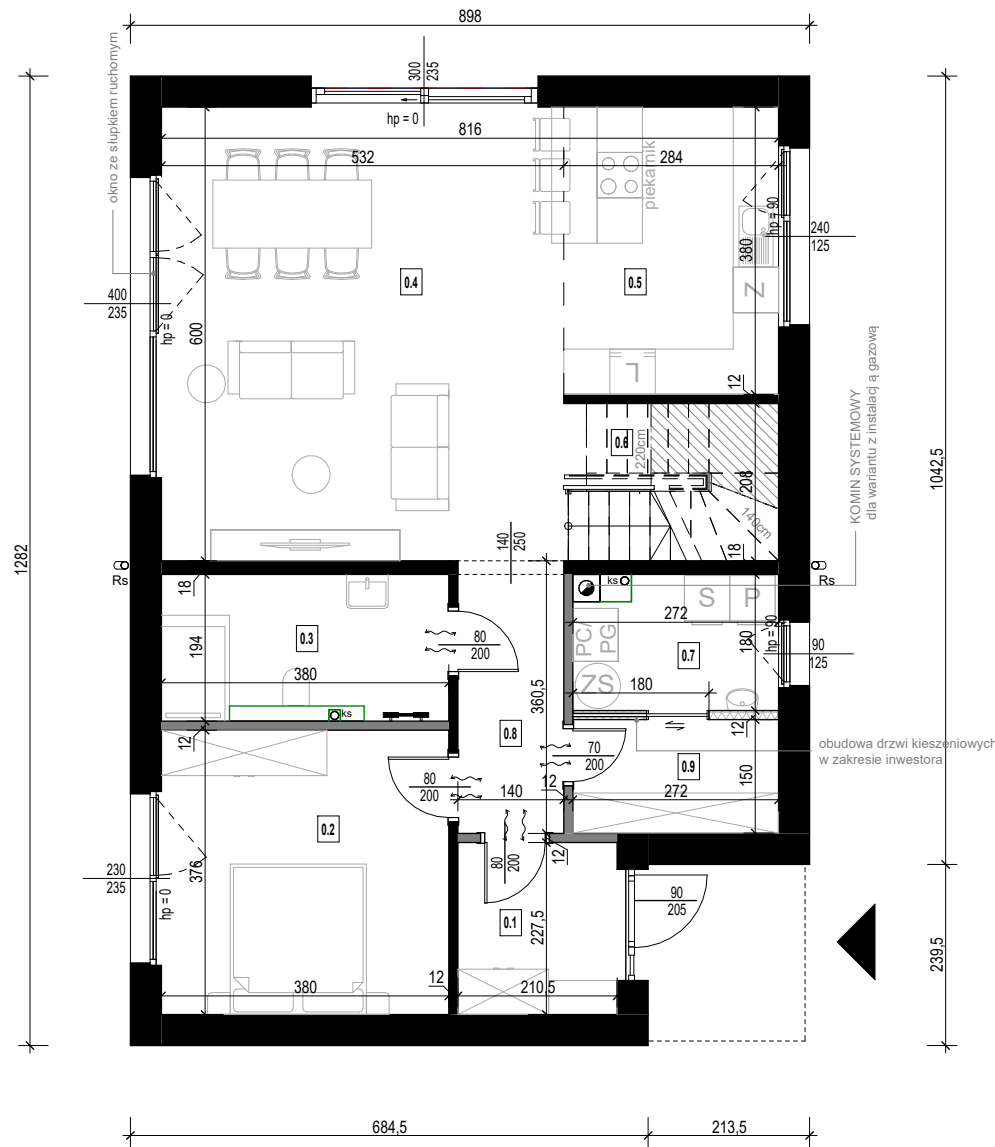 898
okno ze słupkiem ruchomym
300
235
hp = 0
816
532
284
piekarnik
hp = 90
240
125
380
N
0.4
0.5
400
235
hp = 0
600
L
12
KOMIN SYSTEMOWY
dla wariantu z instalacj ą gazową
0.6
220cm
208
140cm
1042,5
1282
140
250
18
Rs
Rs
18
ks
S
P
272
194
0.3
80
200
PC/
PG
0.7
180
hp = 90
90
125
380
ZS
180
360,5
ks
12
0.8
70
200
12
0.9
150
obudowa drzwi kieszeniowych
w zakresie inwestora
80
200
140
12
272
0.2
230
235
376
hp = 0
80
200
12
90
205
0.1
227,5
239,5
12
380
210,5
684,5
213,5